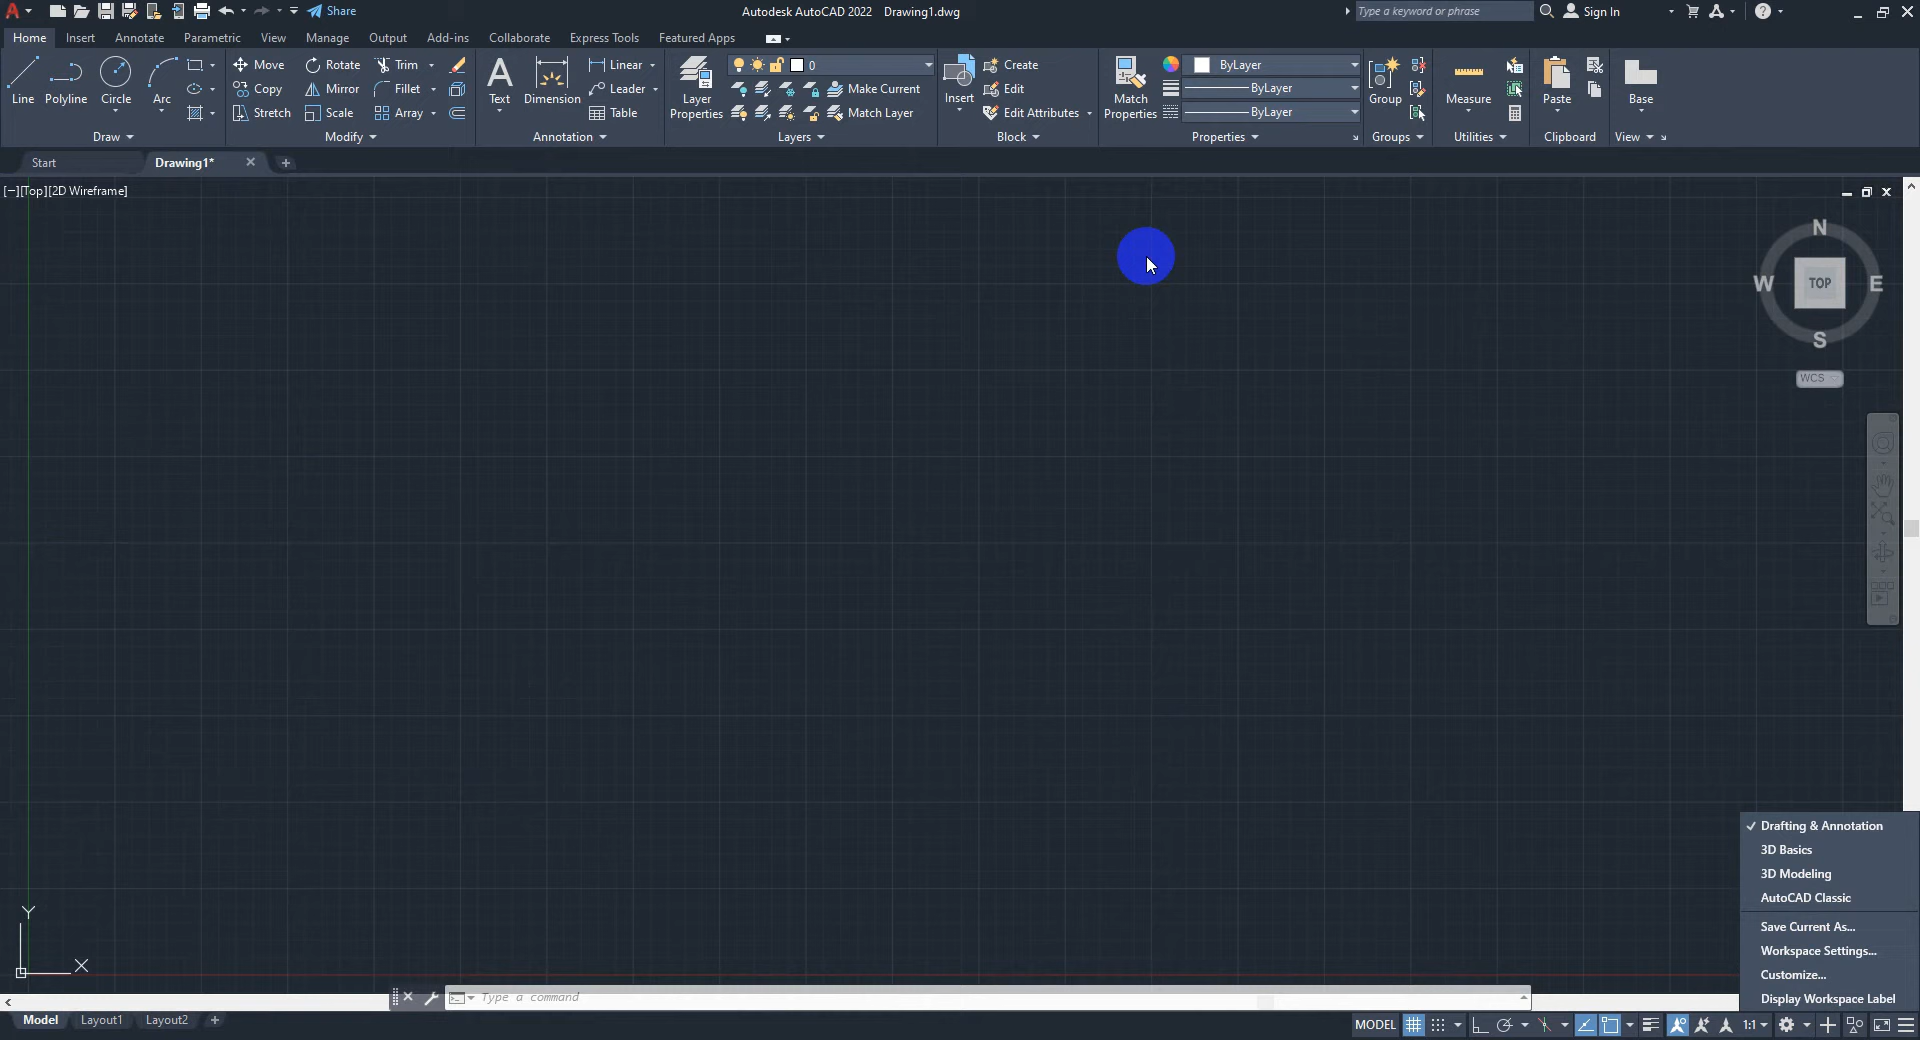 Share
Autodesk AutoCAD 2022 Drawing1.dwg
Type a keyword or phrase
Sign In
Home Insert Annotate Parametric View Manage Output Add-ins Collaborate Express Tools Featured Apps
Line Polyline Circle Arc
Move Rotate Trim
Copy Mirror Fillet
Stretch Scale Array
Text Dimension
Linear
Leader
Table
Layer
Properties
0
Make Current
Match Layer
Insert
Create
Edit
Edit Attributes
Match
Properties
ByLayer
ByLayer
ByLayer
Group
Measure
Paste
Base
Draw Modify Annotation Layers Block Properties Groups Utilities Clipboard View
Start Drawing1*
[−][Top][2D Wireframe]
N
W TOP E
S
WCS
Drafting & Annotation
3D Basics
3D Modeling
AutoCAD Classic
Save Current As...
Workspace Settings...
Customize...
Display Workspace Label
Y
X
Type a command
Model Layout1 Layout2
MODEL
1:1